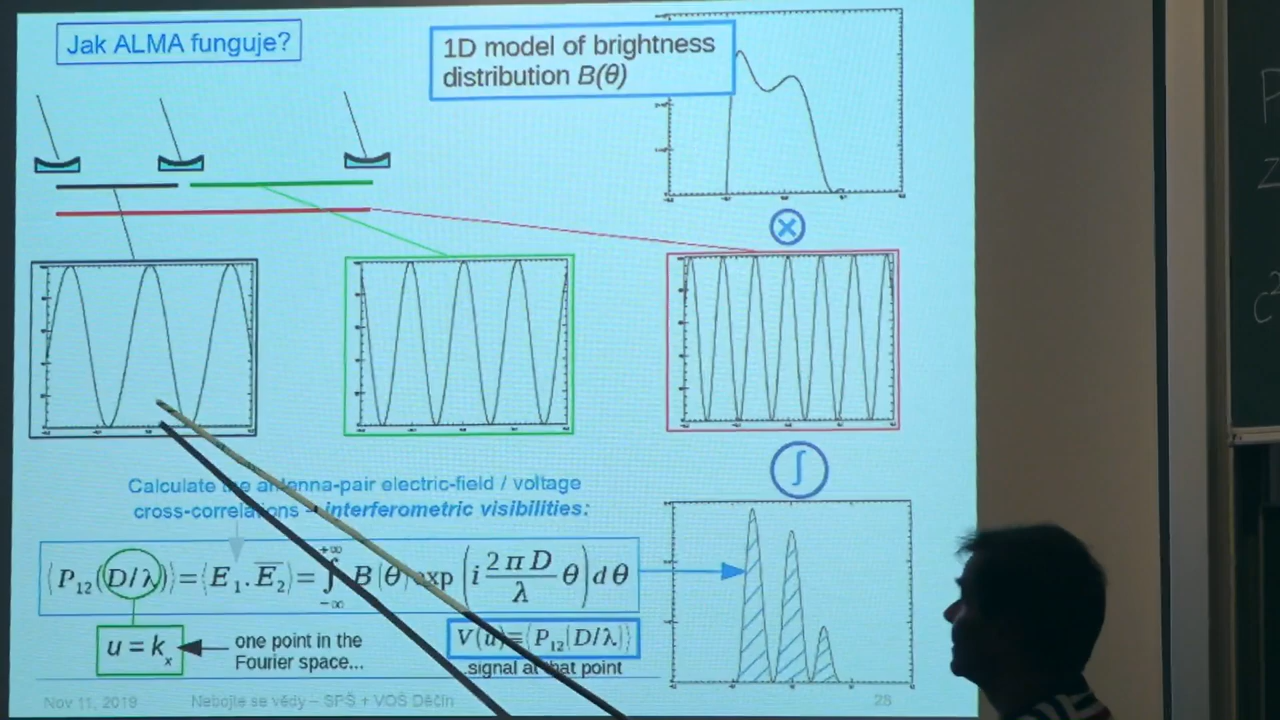 Jak ALMA funguje?
1D model of brightness
distribution B(θ)
Calculate the antenna-pair electric-field / voltage
cross-correlations – interferometric visibilities:
⟨P₁₂(D/λ)⟩=⟨E₁.E̅₂⟩=∫₋∞⁺∞ B(θ)exp(i 2πD/λ θ)dθ
u = kₓ
one point in the
Fourier space...
V(u)≡⟨P₁₂(D/λ)⟩
...signal at that point
Nov 11, 2019 Nebojte se vědy – SPŠ + VOŠ Děčín 28